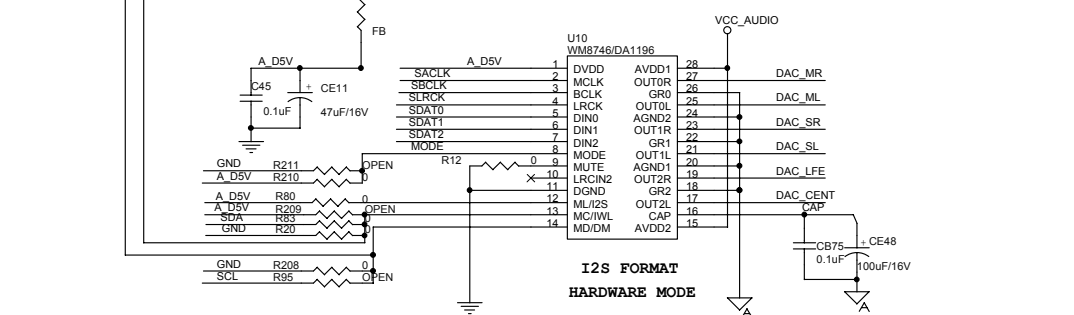 FB
VCC_AUDIO
U10
WM8746/DA1196
A_D5V
C45
0.1uF
+
CE11
47uF/16V
A_D5V 1 DVDD AVDD1 28
SACLK 2 MCLK OUT0R 27 DAC_MR
SBCLK 3 BCLK GR0 26
SLRCK 4 LRCK OUT0L 25 DAC_ML
SDAT0 5 DIN0 AGND2 24
SDAT1 6 DIN1 OUT1R 23 DAC_SR
SDAT2 7 DIN2 GR1 22
MODE 8 MODE OUT1L 21 DAC_SL
R12 0 9 MUTE AGND1 20
10 LRCIN2 OUT2R 19 DAC_LFE
11 DGND GR2 18
12 ML/I2S OUT2L 17 DAC_CENT
13 MC/IWL CAP 16 CAP
14 MD/DM AVDD2 15
GND R211 OPEN
A_D5V R210 0
A_D5V R80 0
A_D5V R209 OPEN
SDA R83 0
GND R20 0
GND R208 0
SCL R95 OPEN
CB75
0.1uF
+ CE48
100uF/16V
I2S FORMAT
HARDWARE MODE
A
A